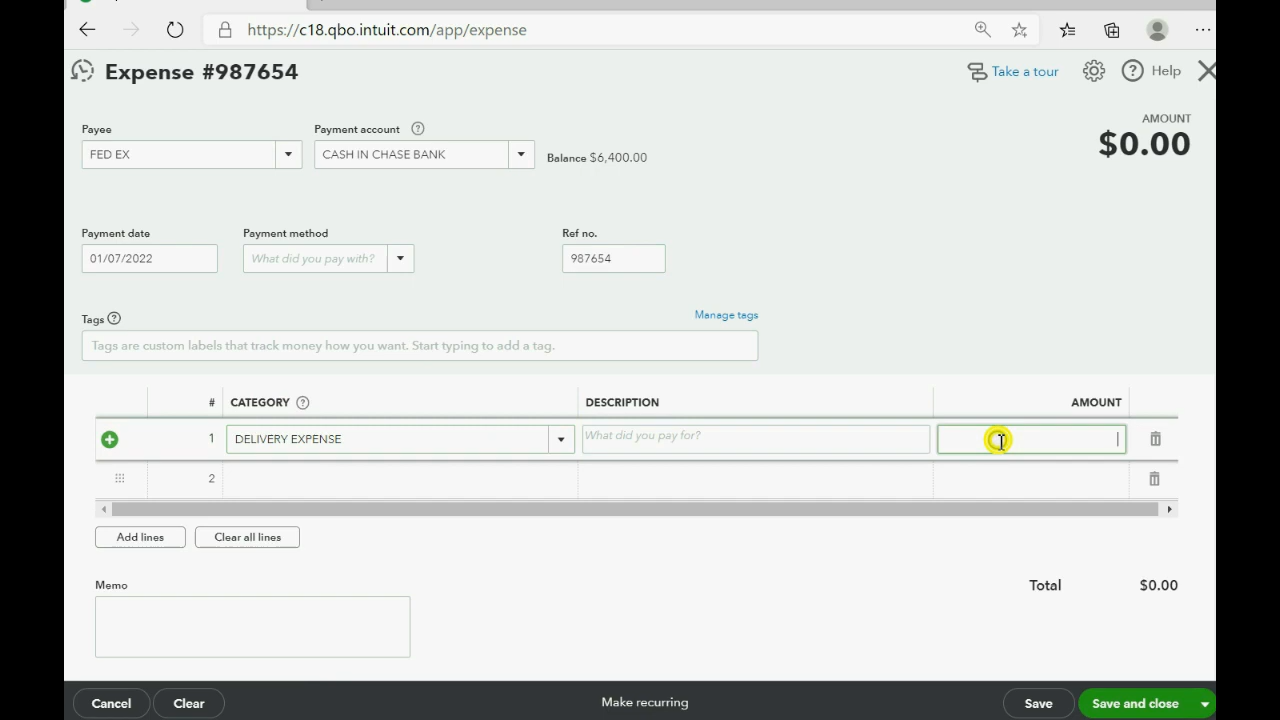 https://c18.qbo.intuit.com/app/expense
Expense #987654
Take a tour
Help
AMOUNT
$0.00
Payee
Payment account
FED EX
CASH IN CHASE BANK
Balance $6,400.00
Payment date
Payment method
Ref no.
01/07/2022
What did you pay with?
987654
Tags
Manage tags
Tags are custom labels that track money how you want. Start typing to add a tag.
# CATEGORY DESCRIPTION AMOUNT
1 DELIVERY EXPENSE What did you pay for?
2
Add lines
Clear all lines
Memo
Total $0.00
Cancel
Clear
Make recurring
Save
Save and close